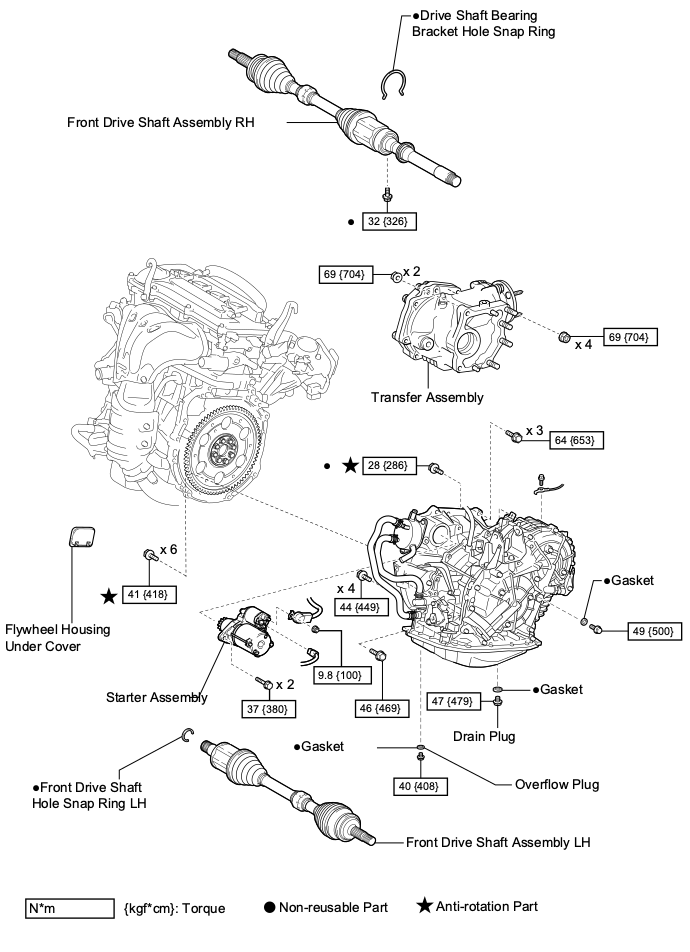 ●Drive Shaft Bearing
Bracket Hole Snap Ring
Front Drive Shaft Assembly RH
● 32 {326}
69 {704} x 2
x 4 69 {704}
Transfer Assembly
x 3 64 {653}
● ★ 28 {286}
x 6
★ 41 {418}
x 4
44 {449}
●Gasket
49 {500}
Flywheel Housing
Under Cover
9.8 {100}
Starter Assembly
x 2
37 {380}
46 {469}
47 {479}
●Gasket
Drain Plug
●Gasket
40 {408}
Overflow Plug
●Front Drive Shaft
Hole Snap Ring LH
Front Drive Shaft Assembly LH
N*m {kgf*cm}: Torque ● Non-reusable Part ★ Anti-rotation Part